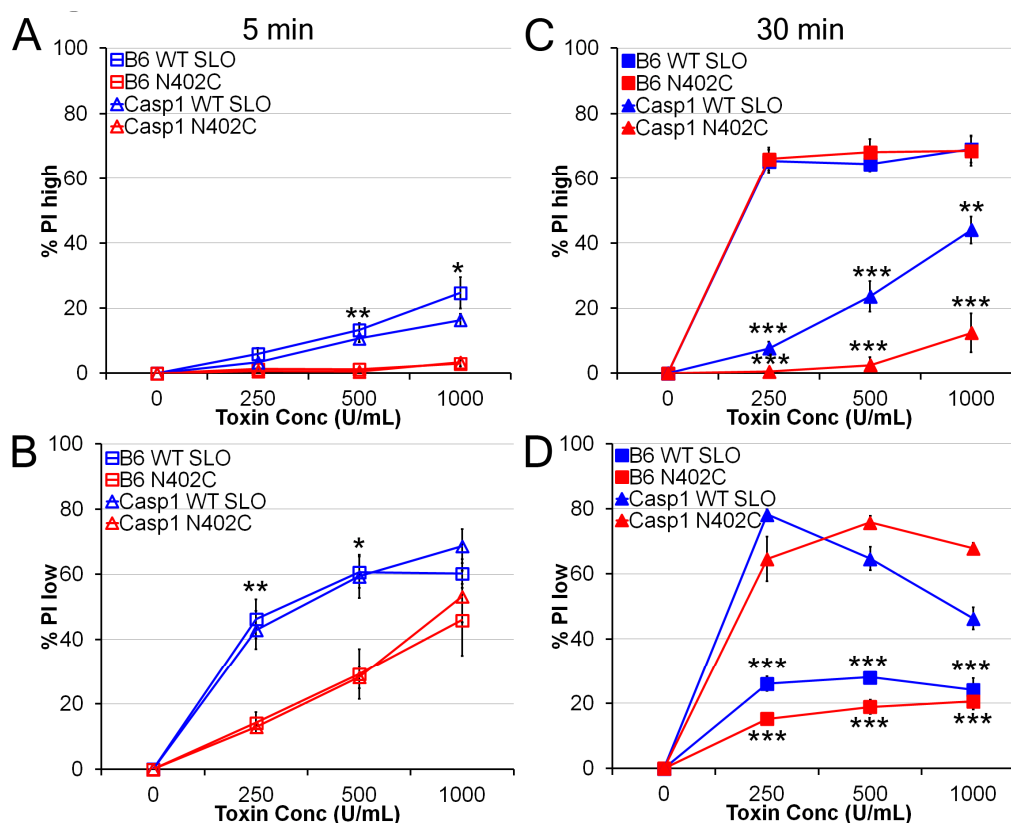 A
5 min
100
80
60
40
20
0
% PI high
B6 WT SLO
B6 N402C
Casp1 WT SLO
Casp1 N402C
**
*
0 250 500 1000
Toxin Conc (U/mL)
B
100
80
60
40
20
0
% PI low
B6 WT SLO
B6 N402C
Casp1 WT SLO
Casp1 N402C
**
*
0 250 500 1000
Toxin Conc (U/mL)
C
30 min
100
80
60
40
20
0
% PI high
B6 WT SLO
B6 N402C
Casp1 WT SLO
Casp1 N402C
**
***
***
***
***
***
0 250 500 1000
Toxin Conc (U/mL)
D
100
80
60
40
20
0
% PI low
B6 WT SLO
B6 N402C
Casp1 WT SLO
Casp1 N402C
*** *** ***
*** *** ***
0 250 500 1000
Toxin Conc (U/mL)